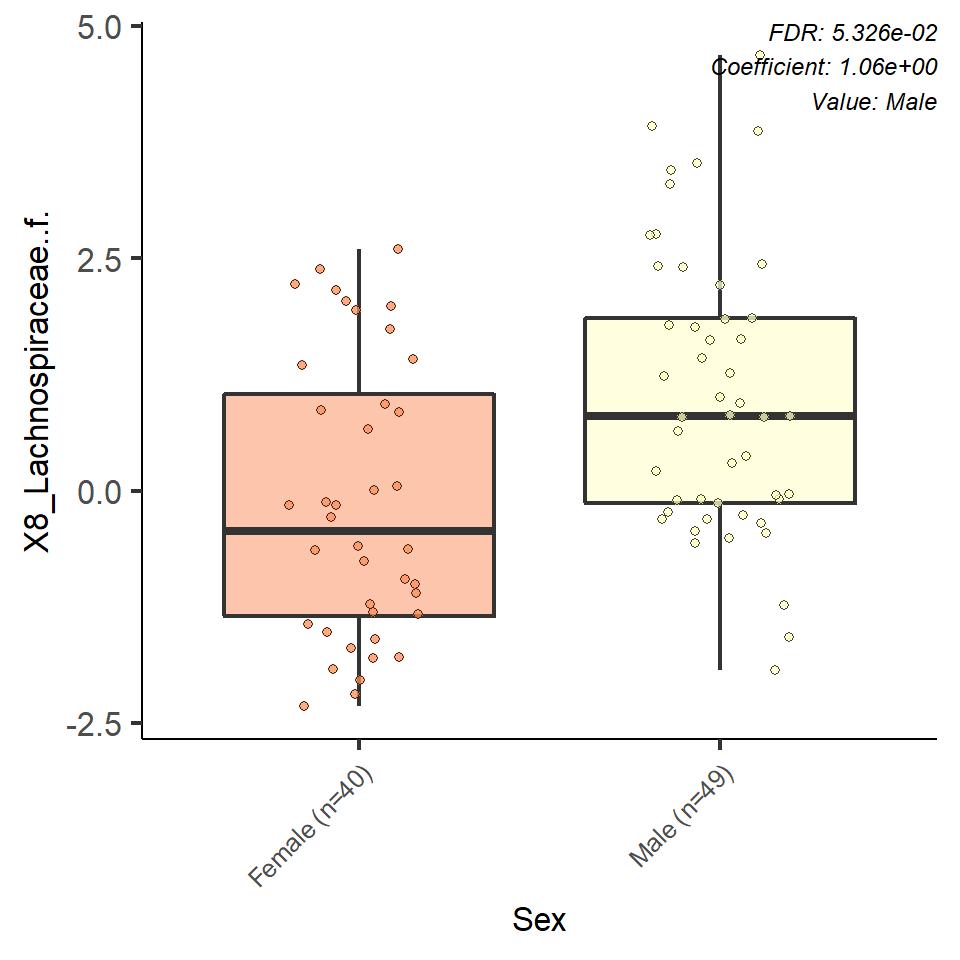 5.0
2.5
0.0
-2.5
X8_Lachnospiraceae..f.
FDR: 5.326e-02
Coefficient: 1.06e+00
Value: Male
Female (n=40)
Male (n=49)
Sex